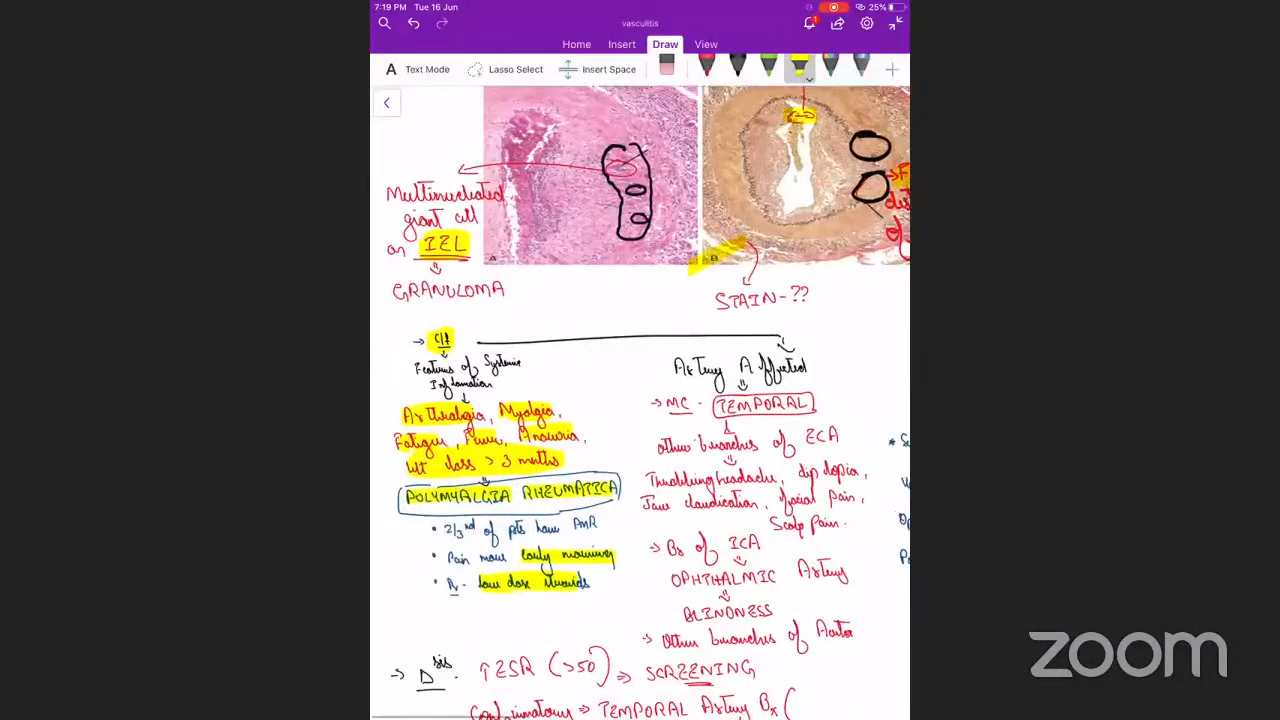 7:19 PM Tue 16 Jun
25%
vasculitis
Home Insert Draw View
A Text Mode Lasso Select Insert Space
Multinucleated
giant cell
on IEL
GRANULOMA
A
B
STAIN-??
C/f
Features of Systemic
Inflamation
Arthralgia, Myalgia,
Fatigue, Fever, Anorexia,
Wt loss > 3 months
POLYMYALGIA RHEUMATICA
• 2/3rd of pts have PMR
• Pain more early morning
• Rx - low dose steroids
Artery Affected
→ MC - TEMPORAL
Other branches of ECA
Throbbing headache, diplopia,
Jaw claudication, facial pain,
Scalp Pain.
→ Br of ICA
OPHTHALMIC Artery
BLINDNESS
→ Other branches of Aorta
→ Dsis. ↑ESR (>50) ⇒ SCREENING
Confirmatory ⇒ TEMPORAL Artery Bx (
zoom